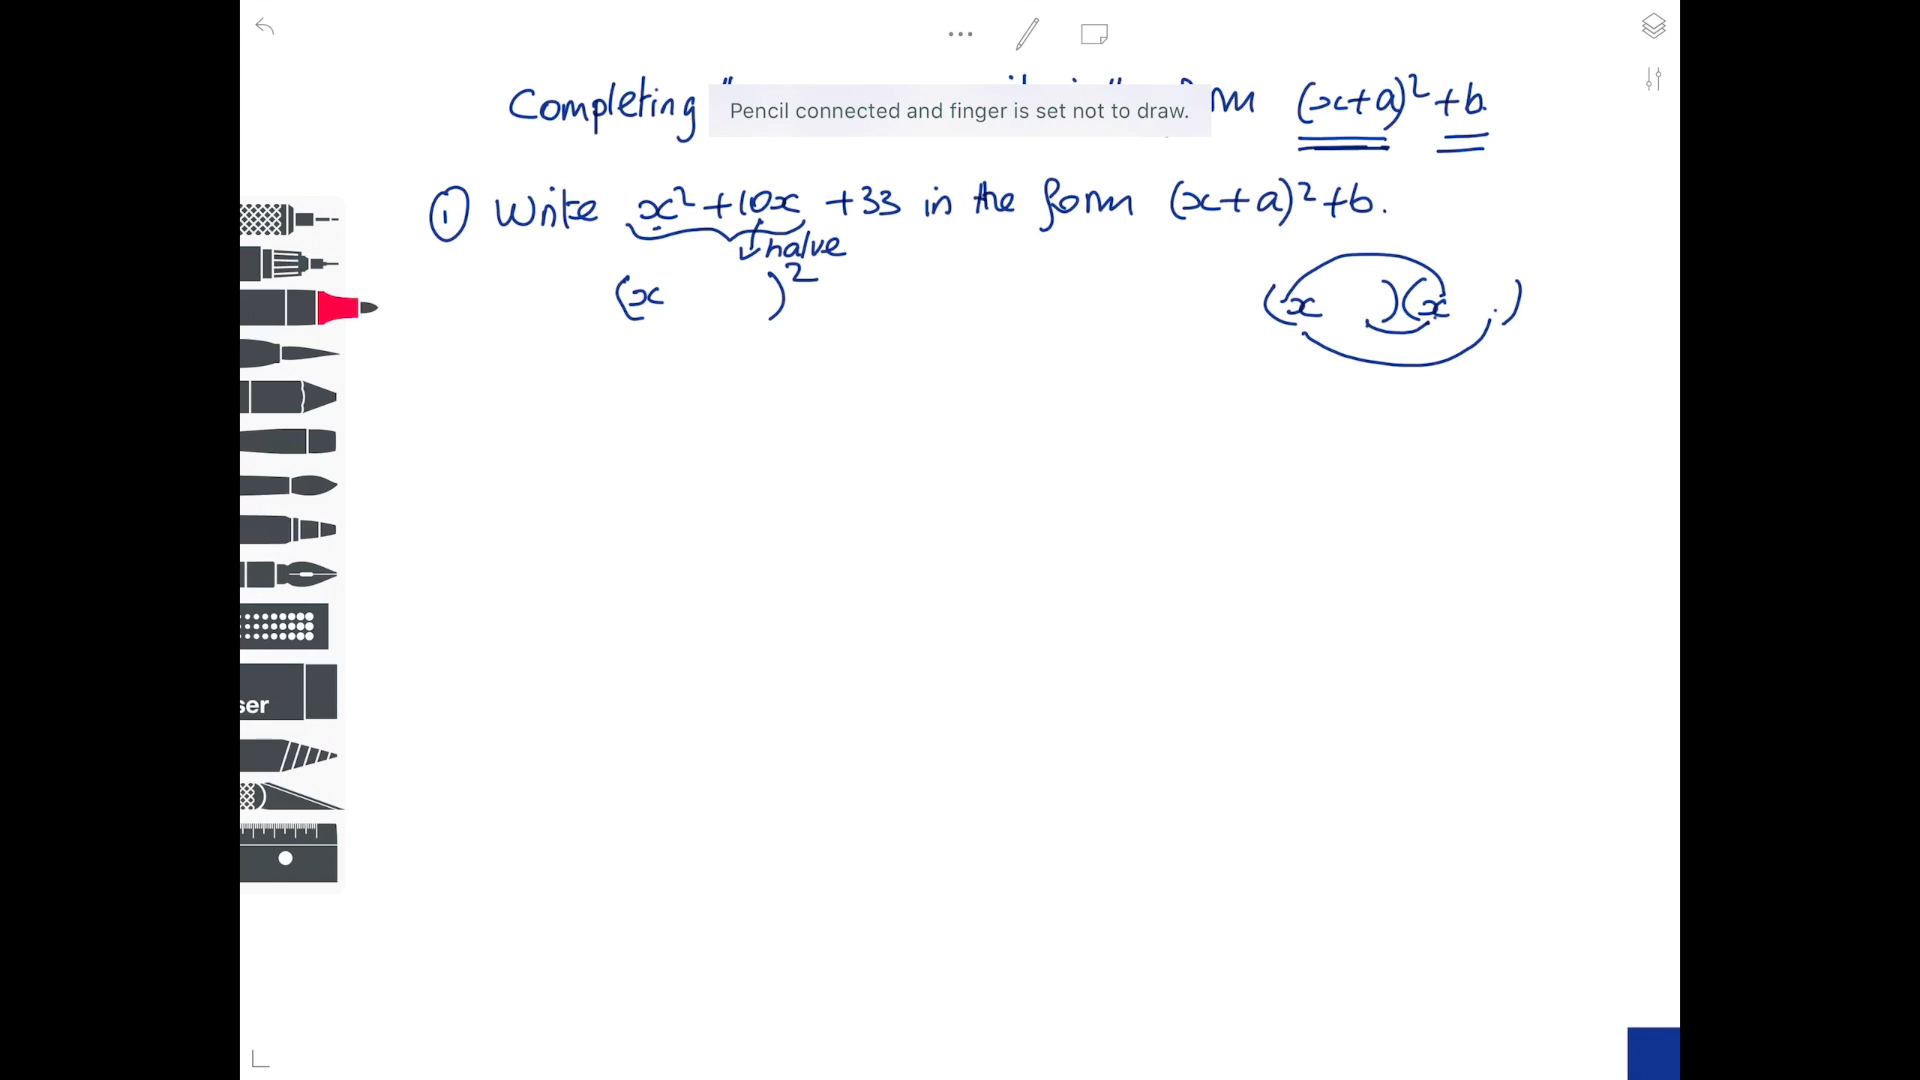 Completing (x+a)²+b
Pencil connected and finger is set not to draw.
① Write x²+10x +33 in the form (x+a)²+b.
↓halve
(x )² (x )(x .)
ser